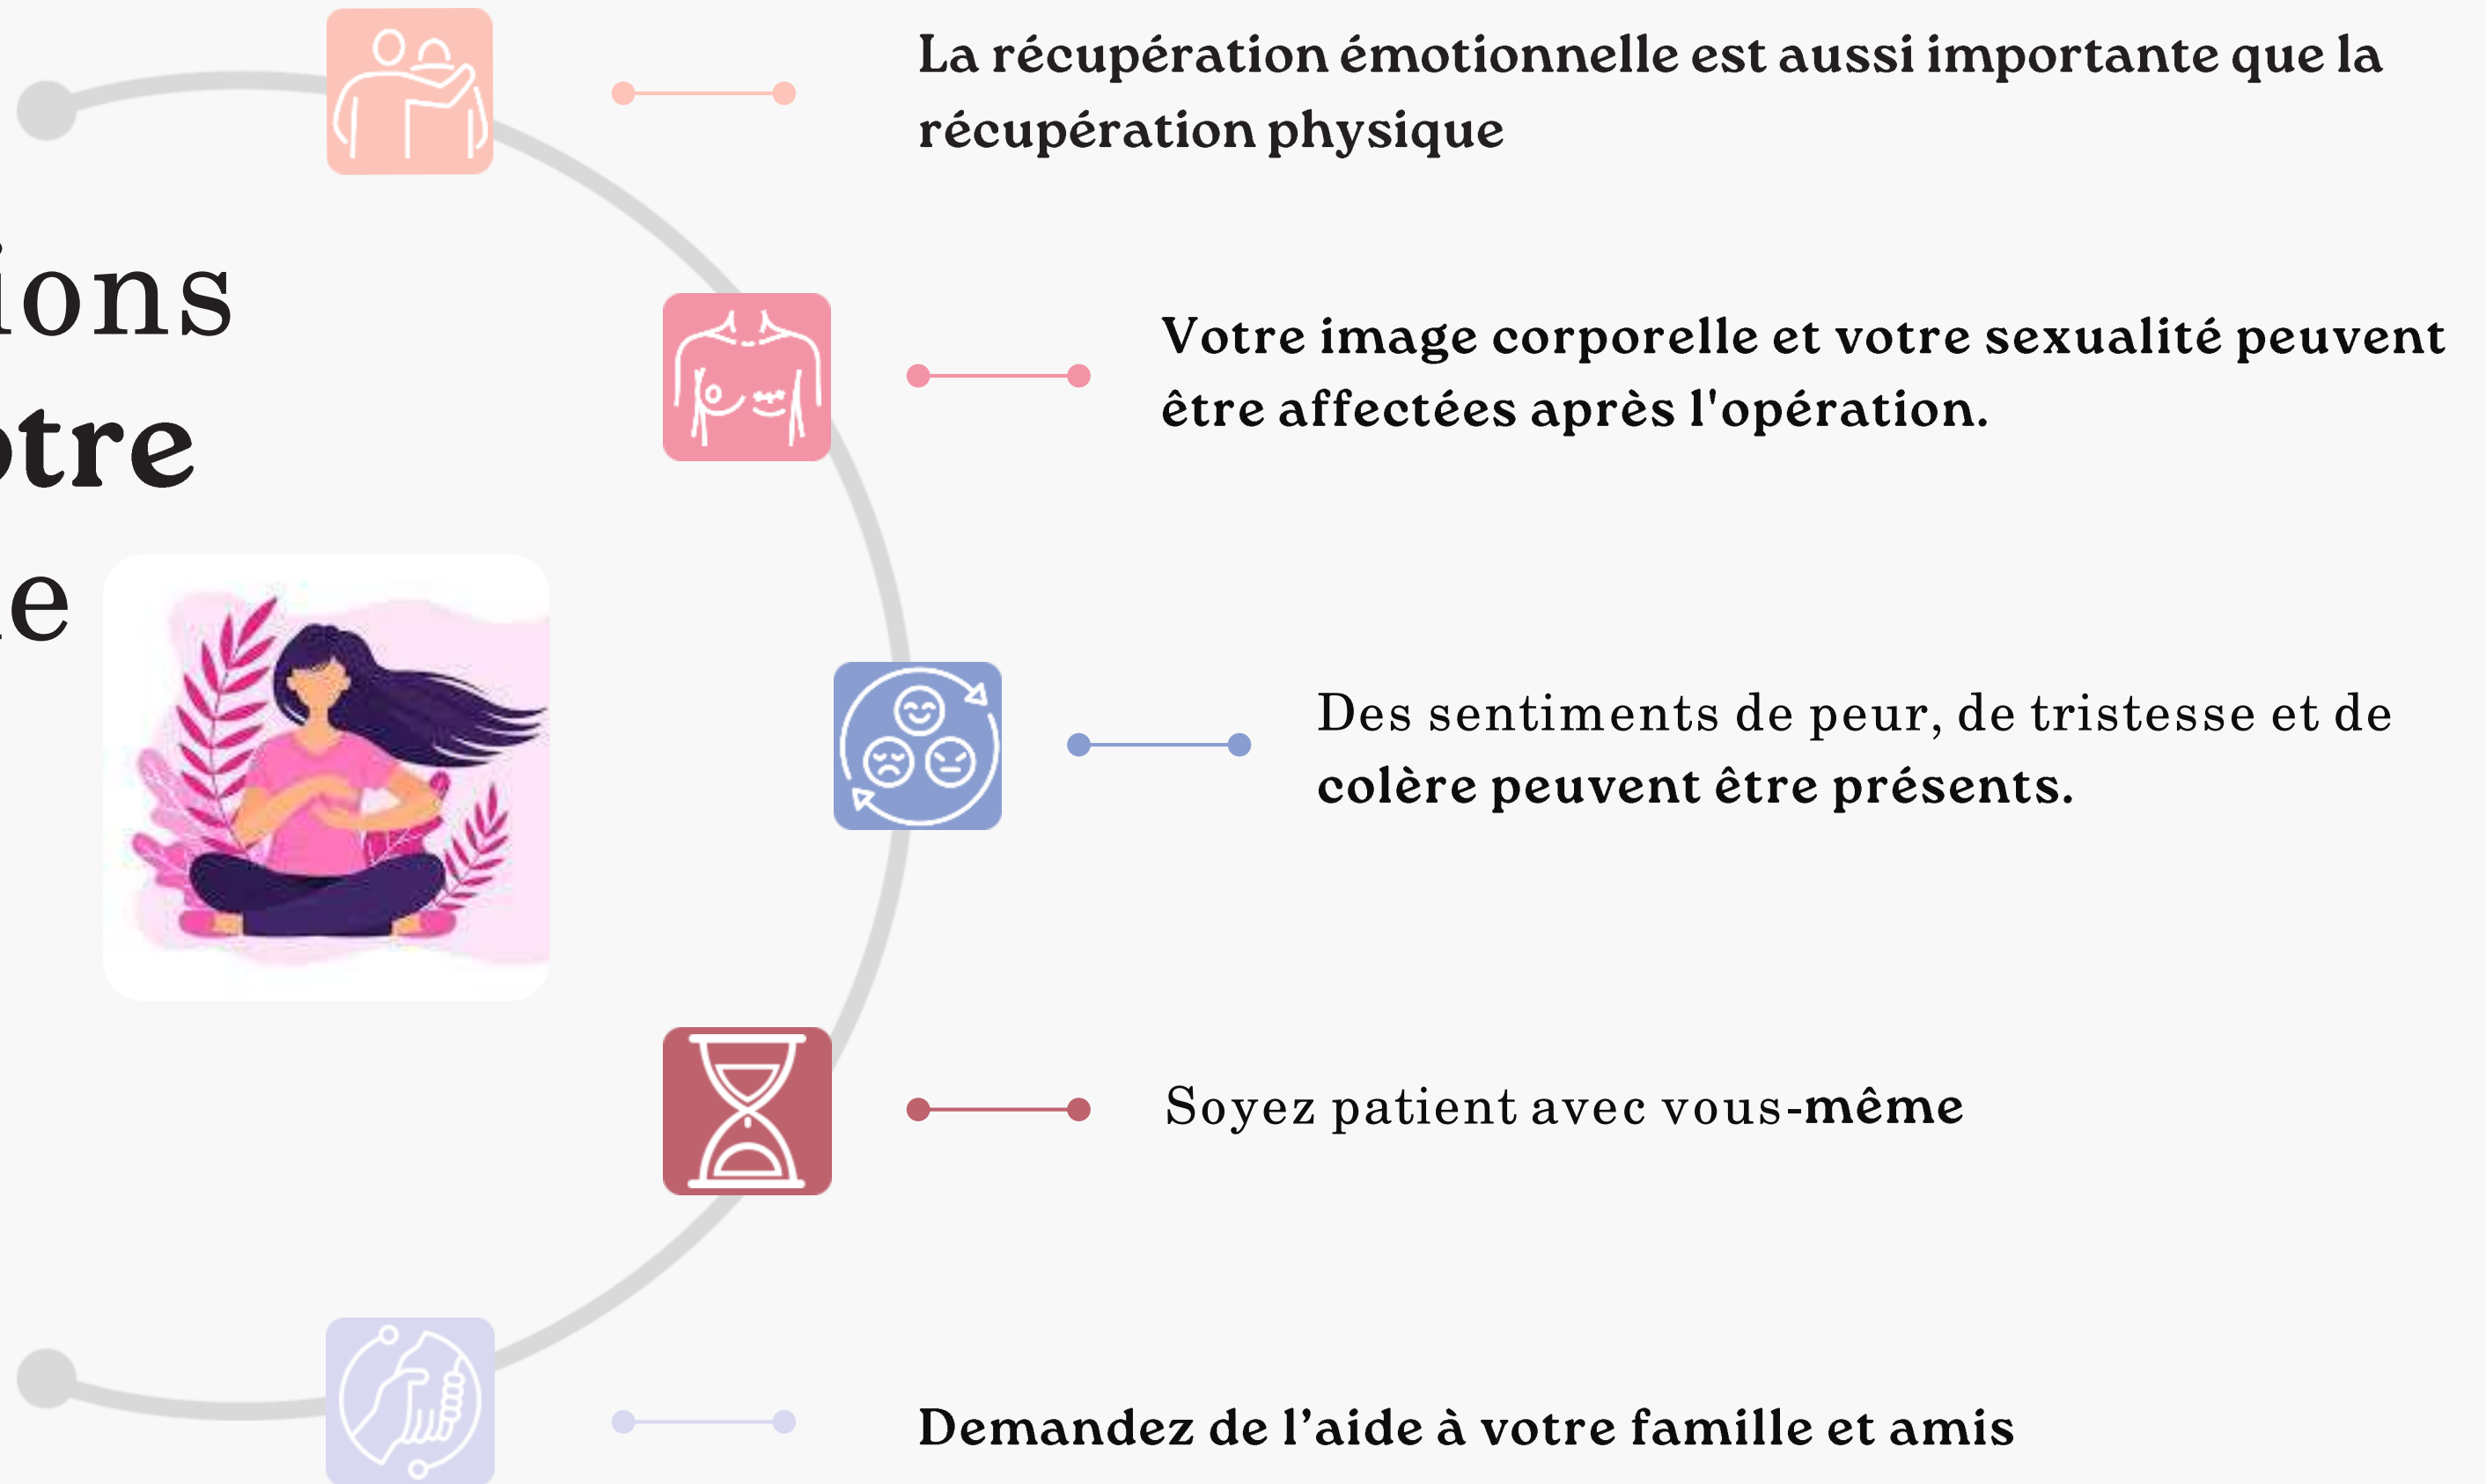 La récupération émotionnelle est aussi importante que la
récupération physique
ions
otre
e
Votre image corporelle et votre sexualité peuvent
être affectées après l'opération.
Des sentiments de peur, de tristesse et de
colère peuvent être présents.
Soyez patient avec vous-même
Demandez de l’aide à votre famille et amis